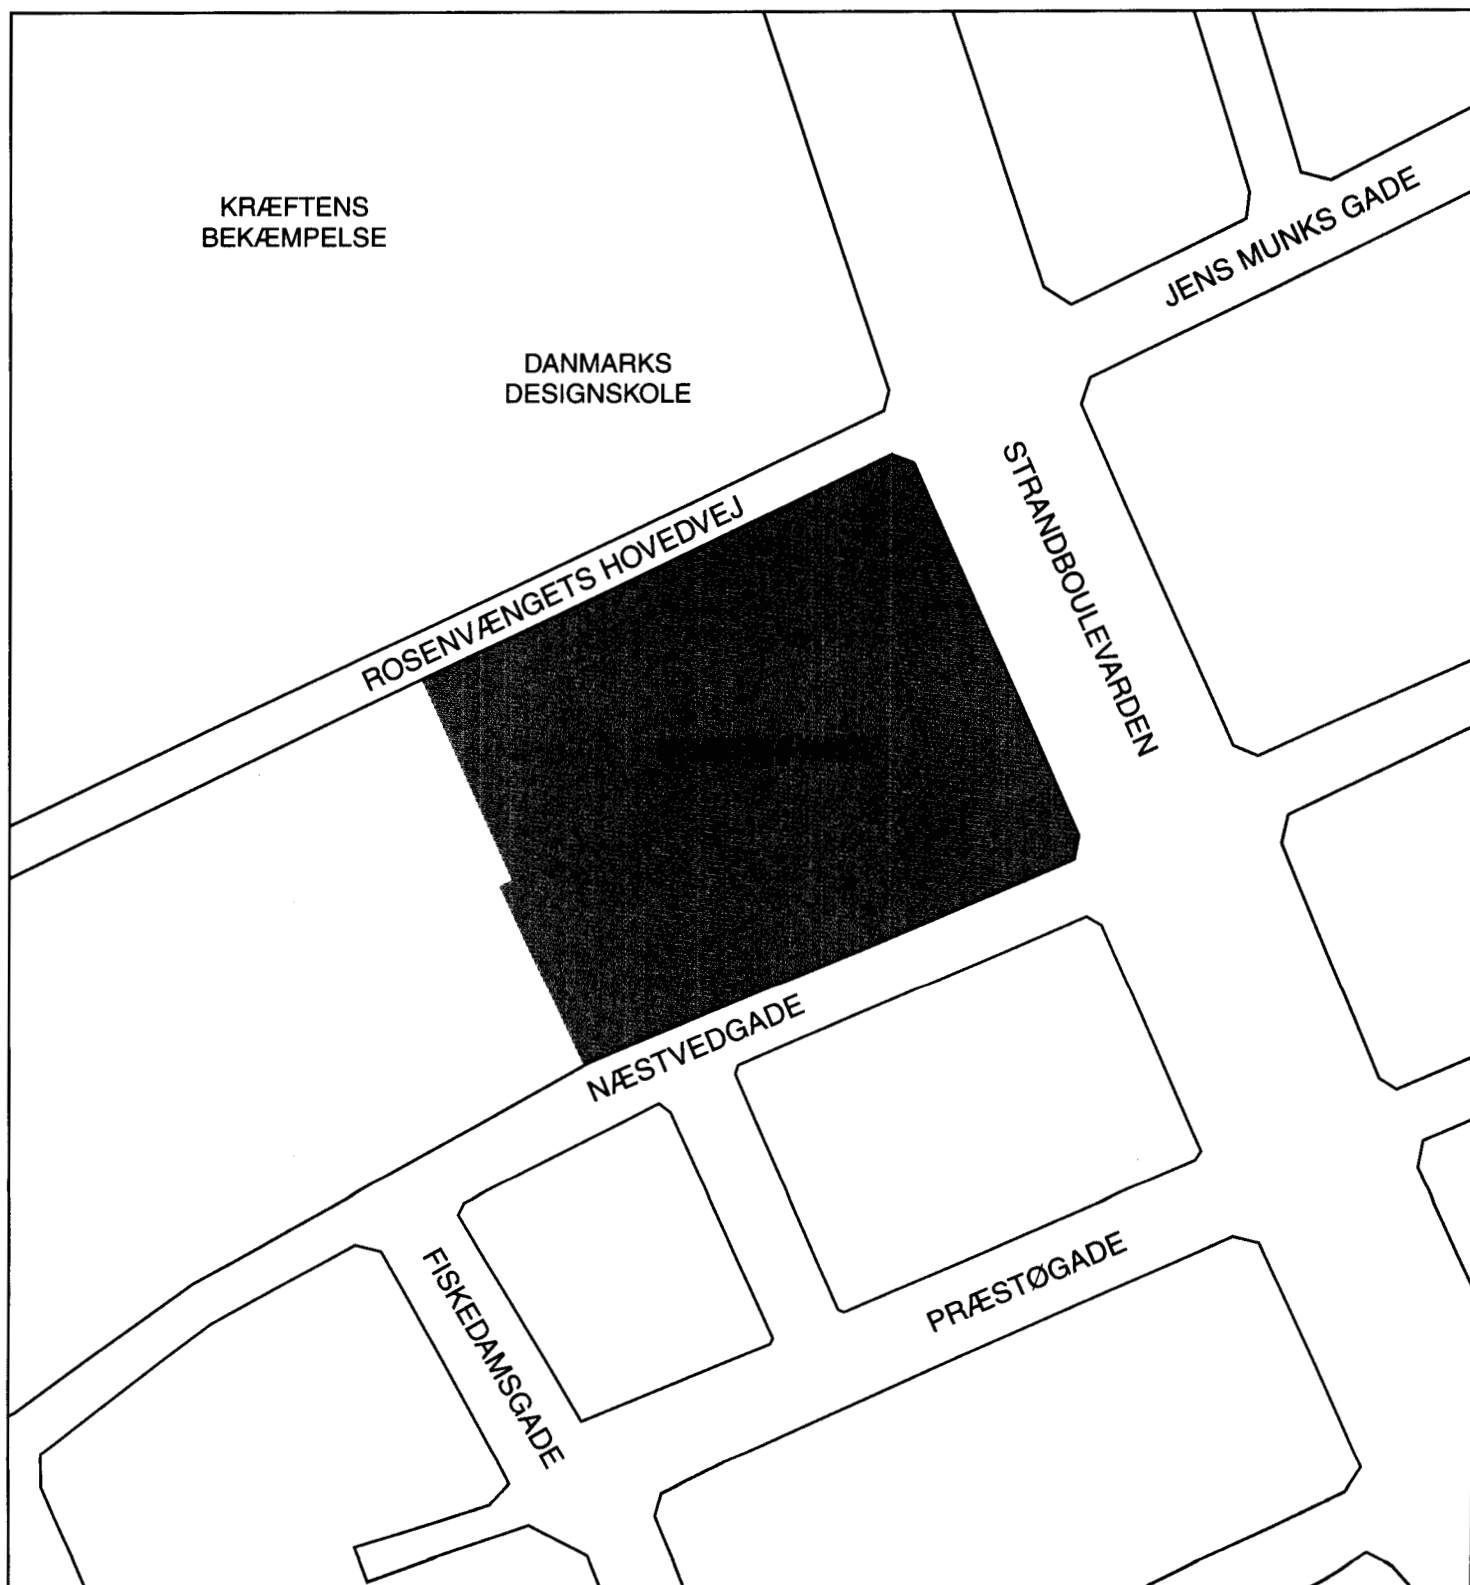 KRÆFTENS
BEKÆMPELSE
JENS MUNKS GADE
DANMARKS
DESIGNSKOLE
STRANDBOULEVARDEN
ROSENVÆNGETS HOVEDVEJ
NÆSTVEDGADE
PRÆSTØGADE
FISKEDAMSGADE